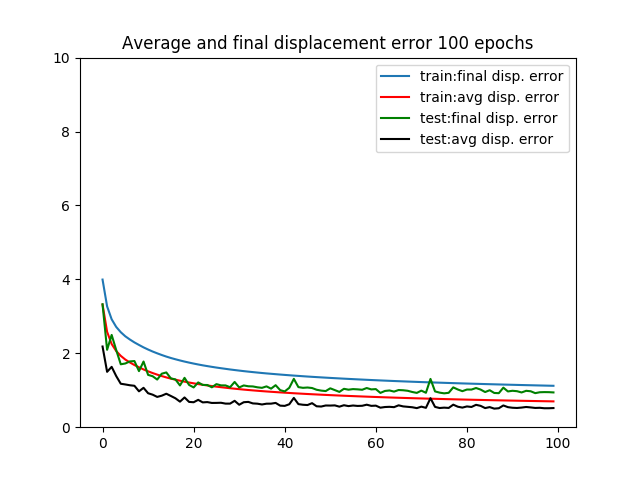 Average and final displacement error 100 epochs
train:final disp. error
train:avg disp. error
test:final disp. error
test:avg disp. error
10
8
6
4
2
0
0 20 40 60 80 100